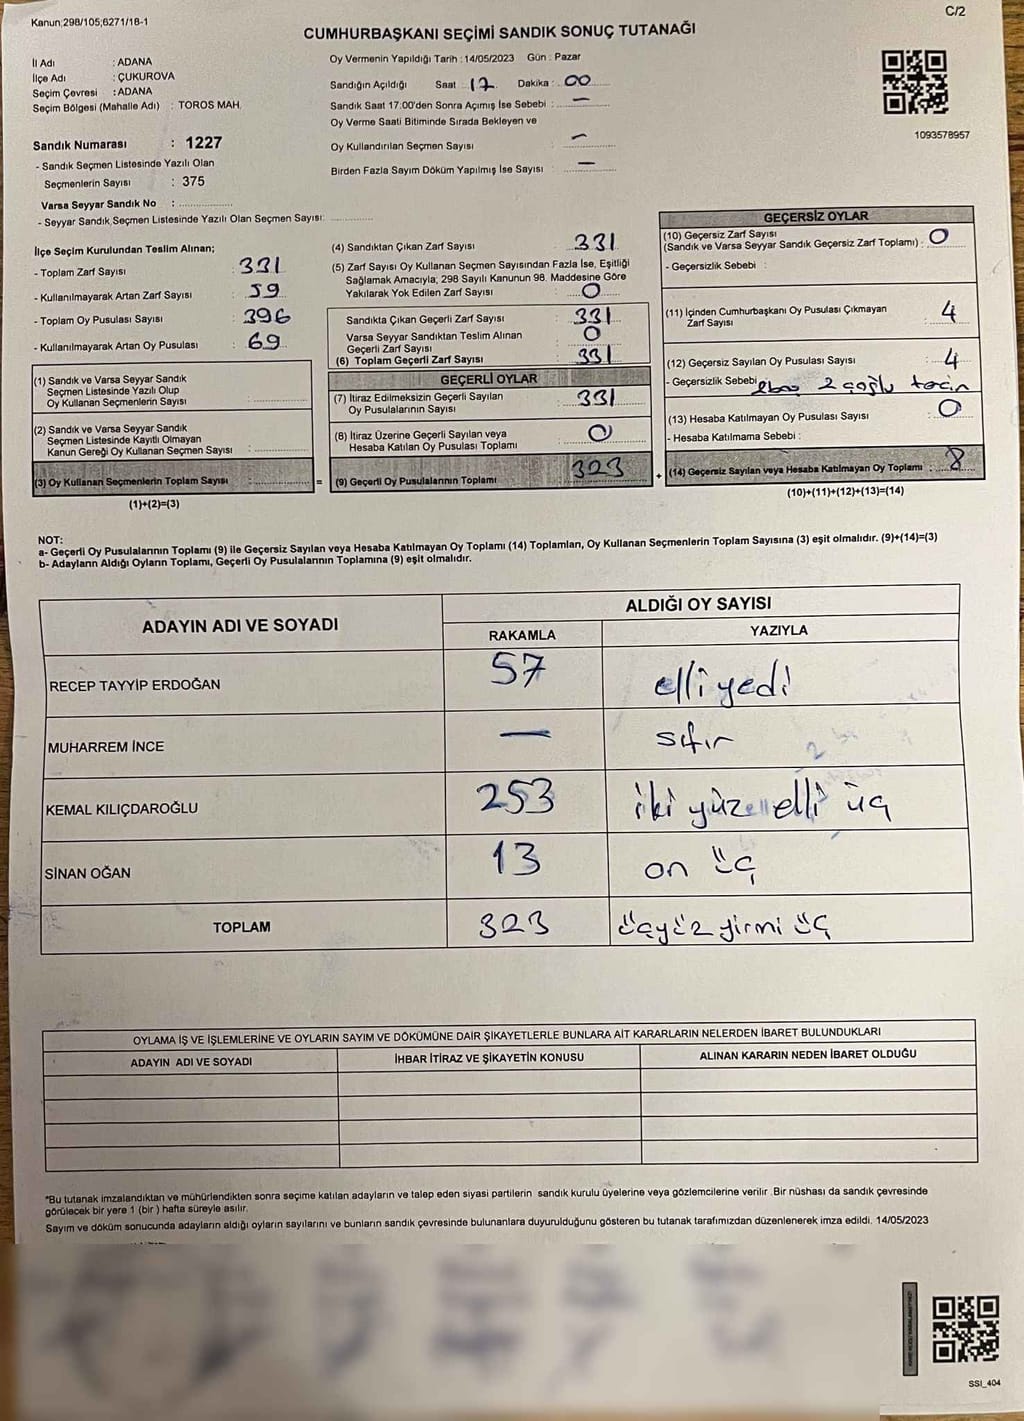 Kanun;298/105;6271/18-1
C/2
CUMHURBAŞKANI SEÇİMİ SANDIK SONUÇ TUTANAĞI
İl Adı : ADANA
İlçe Adı : ÇUKUROVA
Seçim Çevresi : ADANA
Seçim Bölgesi (Mahalle Adı) : TOROS MAH.
Sandık Numarası : 1227
- Sandık Seçmen Listesinde Yazılı Olan
Seçmenlerin Sayısı : 375
Varsa Seyyar Sandık No :
- Seyyar Sandık Seçmen Listesinde Yazılı Olan Seçmen Sayısı:
Oy Vermenin Yapıldığı Tarih : 14/05/2023 Gün : Pazar
Sandığın Açıldığı Saat : 17 Dakika : 00
Sandık Saat 17:00'den Sonra Açımış İse Sebebi : —
Oy Verme Saati Bitiminde Sırada Bekleyen ve
Oy Kullandırılan Seçmen Sayısı : —
Birden Fazla Sayım Döküm Yapılmış İse Sayısı : —
1093578957
İlçe Seçim Kurulundan Teslim Alınan;
- Toplam Zarf Sayısı : 331
- Kullanılmayarak Artan Zarf Sayısı : 59
- Toplam Oy Pusulası Sayısı : 396
- Kullanılmayarak Artan Oy Pusulası : 69
(1) Sandık ve Varsa Seyyar Sandık
Seçmen Listesinde Yazılı Olup
Oy Kullanan Seçmenlerin Sayısı :
(2) Sandık ve Varsa Seyyar Sandık
Seçmen Listesinde Kayıtlı Olmayan
Kanun Gereği Oy Kullanan Seçmen Sayısı :
(3) Oy Kullanan Seçmenlerin Toplam Sayısı : =
(1)+(2)=(3)
(4) Sandıktan Çıkan Zarf Sayısı : 331
(5) Zarf Sayısı Oy Kullanan Seçmen Sayısından Fazla İse, Eşitliği
Sağlamak Amacıyla; 298 Sayılı Kanunun 98. Maddesine Göre
Yakılarak Yok Edilen Zarf Sayısı : 0
Sandıkta Çıkan Geçerli Zarf Sayısı : 331
Varsa Seyyar Sandıktan Teslim Alınan
Geçerli Zarf Sayısı : 0
(6) Toplam Geçerli Zarf Sayısı : 331
GEÇERLİ OYLAR
(7) İtiraz Edilmeksizin Geçerli Sayılan
Oy Pusulalarının Sayısı : 331
(8) İtiraz Üzerine Geçerli Sayılan veya
Hesaba Katılan Oy Pusulası Toplamı : 0
(9) Geçerli Oy Pusulalarının Toplamı : 323 +
GEÇERSİZ OYLAR
(10) Geçersiz Zarf Sayısı
(Sandık ve Varsa Seyyar Sandık Geçersiz Zarf Toplamı) : 0
- Geçersizlik Sebebi :
(11) İçinden Cumhurbaşkanı Oy Pusulası Çıkmayan
Zarf Sayısı : 4
(12) Geçersiz Sayılan Oy Pusulası Sayısı : 4
- Geçersizlik Sebebi 2
(13) Hesaba Katılmayan Oy Pusulası Sayısı : 0
- Hesaba Katılmama Sebebi :
(14) Geçersiz Sayılan veya Hesaba Katılmayan Oy Toplamı : 8
(10)+(11)+(12)+(13)=(14)
NOT:
a- Geçerli Oy Pusulalarının Toplamı (9) ile Geçersiz Sayılan veya Hesaba Katılmayan Oy Toplamı (14) Toplamları, Oy Kullanan Seçmenlerin Toplam Sayısına (3) eşit olmalıdır. (9)+(14)=(3)
b- Adayların Aldığı Oyların Toplamı, Geçerli Oy Pusulalarının Toplamına (9) eşit olmalıdır.
ADAYIN ADI VE SOYADI
ALDIĞI OY SAYISI
RAKAMLA YAZIYLA
RECEP TAYYİP ERDOĞAN 57 elli yedi
MUHARREM İNCE — sıfır
KEMAL KILIÇDAROĞLU 253 iki yüz elli üç
SİNAN OĞAN 13 on üç
TOPLAM 323 üçyüz yirmi üç
OYLAMA İŞ VE İŞLEMLERİNE VE OYLARIN SAYIM VE DÖKÜMÜNE DAİR ŞİKAYETLERLE BUNLARA AİT KARARLARIN NELERDEN İBARET BULUNDUKLARI
ADAYIN ADI VE SOYADI İHBAR İTİRAZ VE ŞİKAYETİN KONUSU ALINAN KARARIN NEDEN İBARET OLDUĞU
*Bu tutanak imzalandıktan ve mühürlendikten sonra seçime katılan adayların ve talep eden siyasi partilerin sandık kurulu üyelerine veya gözlemcilerine verilir .Bir nüshası da sandık çevresinde
görülecek bir yere 1 (bir ) hafta süreyle asılır.
Sayım ve döküm sonucunda adayların aldığı oyların sayılarını ve bunların sandık çevresinde bulunanlara duyurulduğunu gösteren bu tutanak tarafımızdan düzenlenerek imza edildi. 14/05/2023
SSI_404